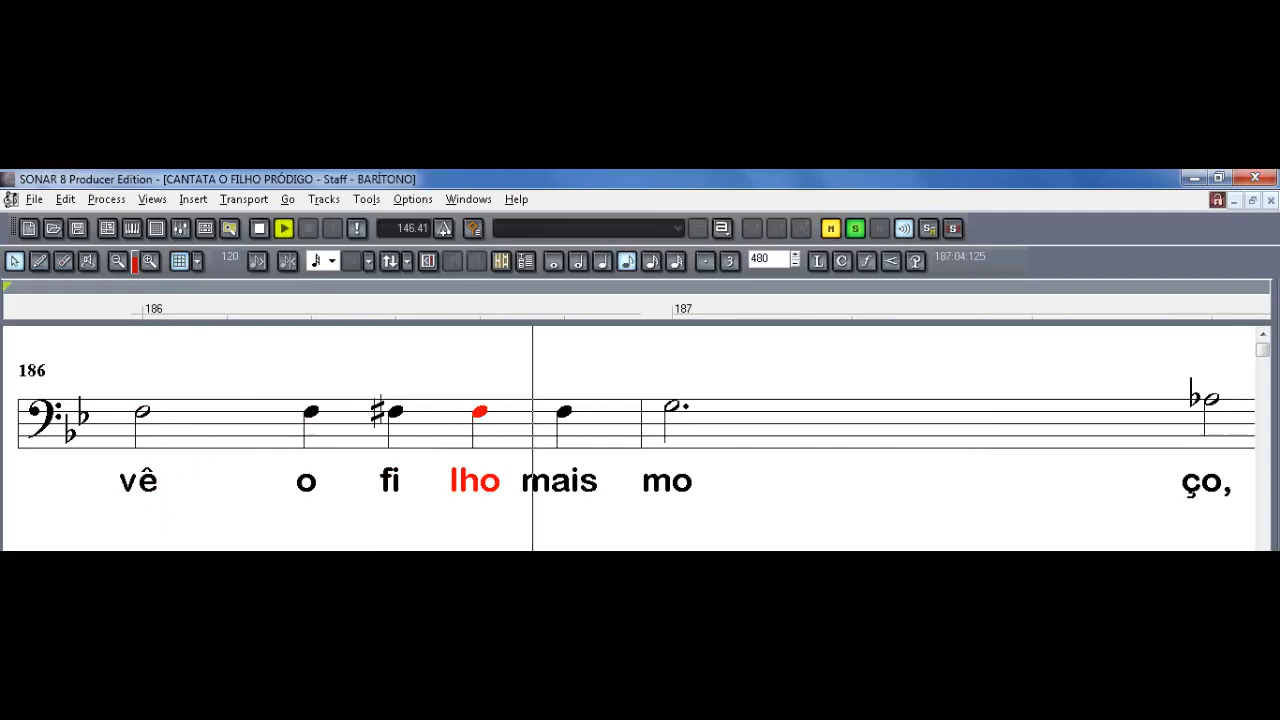 SONAR 8 Producer Edition - [CANTATA O FILHO PRÓDIGO - Staff - BARÍTONO]
File Edit Process Views Insert Transport Go Tracks Tools Options Windows Help
146.41 M S
120 3 480 L C f < 187:04:125
186 187
186
vê o fi lho mais mo ço,